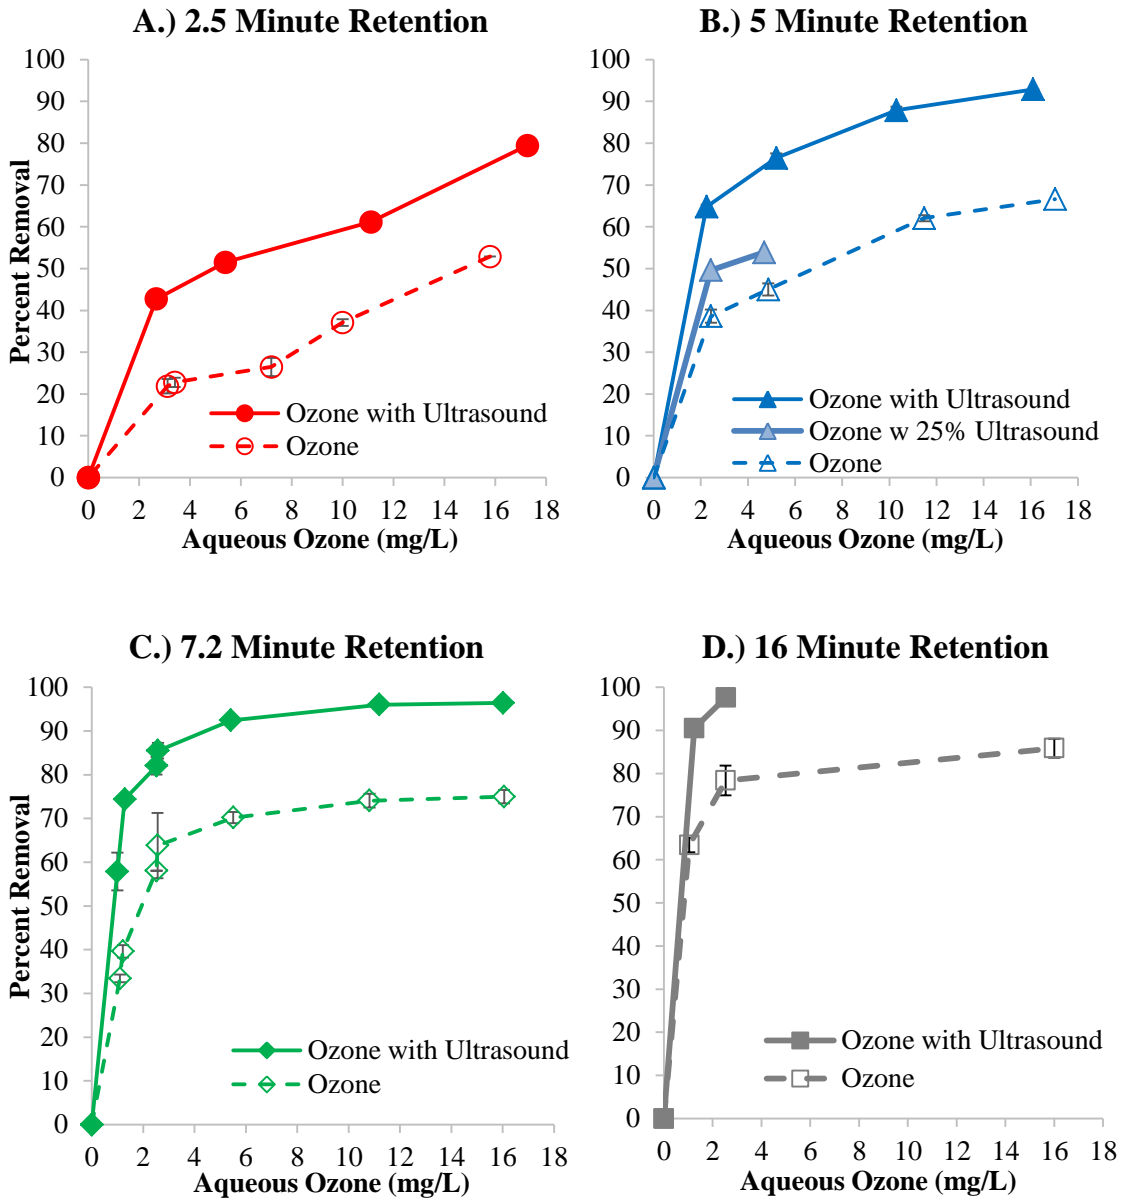 A.) 2.5 Minute Retention
100
90
80
70
60
50
40
30
20
10
0
Percent Removal
0 2 4 6 8 10 12 14 16 18
Aqueous Ozone (mg/L)
Ozone with Ultrasound
Ozone
B.) 5 Minute Retention
100
90
80
70
60
50
40
30
20
10
0
0 2 4 6 8 10 12 14 16 18
Aqueous Ozone (mg/L)
Ozone with Ultrasound
Ozone w 25% Ultrasound
Ozone
C.) 7.2 Minute Retention
100
90
80
70
60
50
40
30
20
10
0
Percent Removal
0 2 4 6 8 10 12 14 16 18
Aqueous Ozone (mg/L)
Ozone with Ultrasound
Ozone
D.) 16 Minute Retention
100
90
80
70
60
50
40
30
20
10
0
0 2 4 6 8 10 12 14 16 18
Aqueous Ozone (mg/L)
Ozone with Ultrasound
Ozone